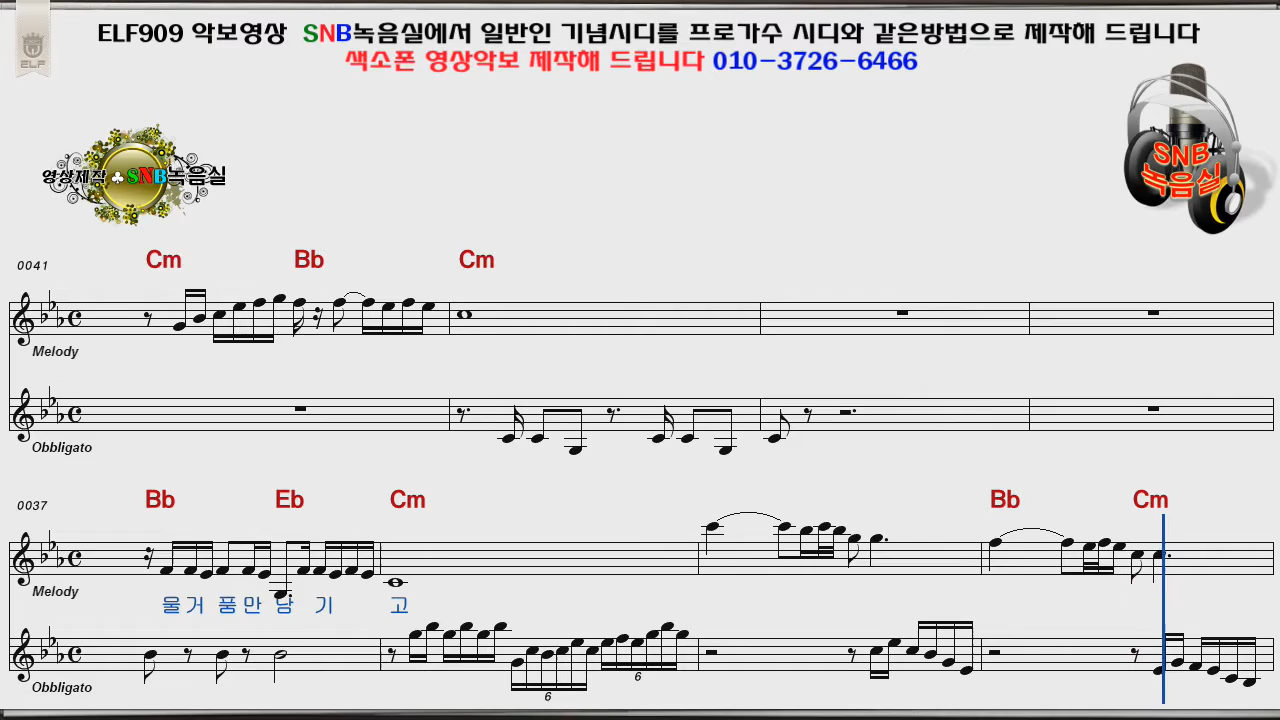 ELF909 악보영상 SNB녹음실에서 일반인 기념시디를 프로가수 시디와 같은방법으로 제작해 드립니다
색소폰 영상악보 제작해 드립니다 010-3726-6466
ELF
SNB
녹음실
영상제작 ♣ SNB녹음실
0041 Cm Bb Cm
Melody
Obbligato
0037 Bb Eb Cm Bb Cm
Melody
울거 품만 당 기 고
Obbligato
6 6